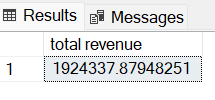 Results Messages
total revenue
1 1924337.87948251